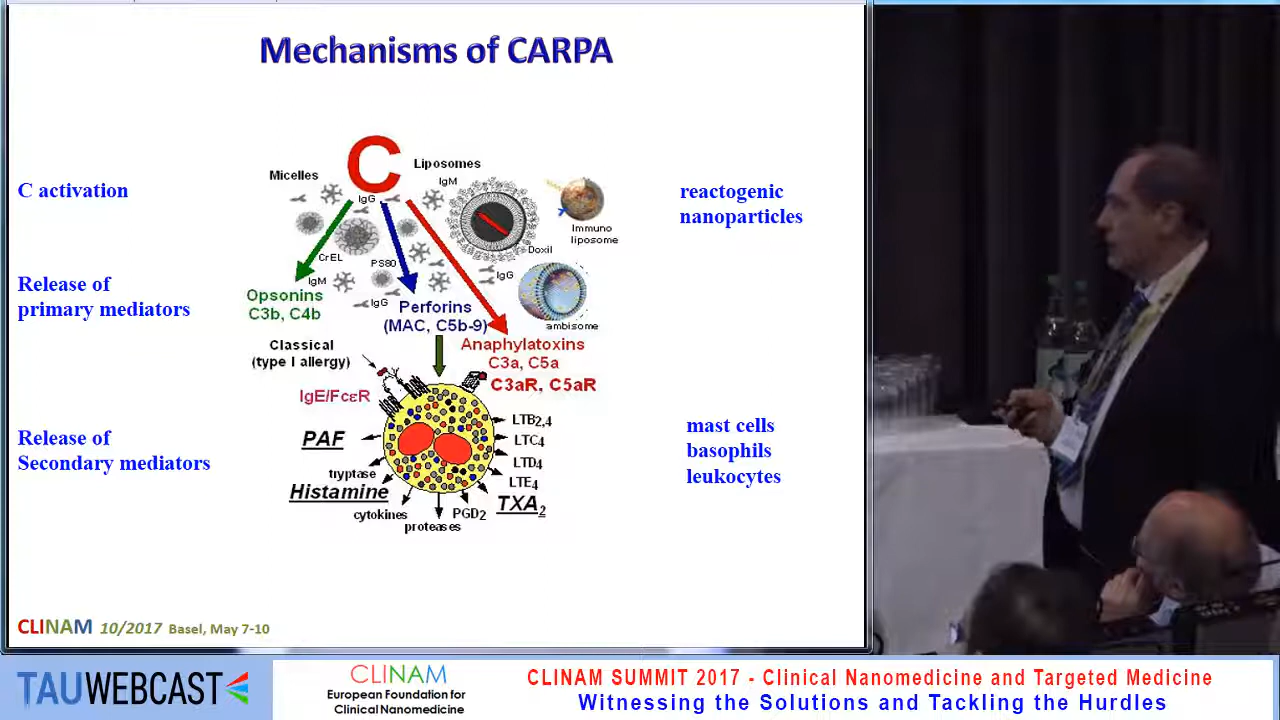 Mechanisms of CARPA
C
Micelles
Liposomes
IgM
IgG
C activation
reactogenic
nanoparticles
Immuno
liposome
Doxil
CrEL
PS80
IgM
IgG
IgG
ambisome
Release of
primary mediators
Opsonins
C3b, C4b
Perforins
(MAC, C5b-9)
Anaphylatoxins
C3a, C5a
C3aR, C5aR
Classical
(type I allergy)
IgE/FcεR
Release of
Secondary mediators
PAF
tryptase
Histamine
cytokines
proteases
PGD2
TXA2
LTB2,4
LTC4
LTD4
LTE4
mast cells
basophils
leukocytes
CLINAM 10/2017 Basel, May 7-10
TAUWEBCAST
CLINAM
European Foundation for
Clinical Nanomedicine
CLINAM SUMMIT 2017 - Clinical Nanomedicine and Targeted Medicine
Witnessing the Solutions and Tackling the Hurdles